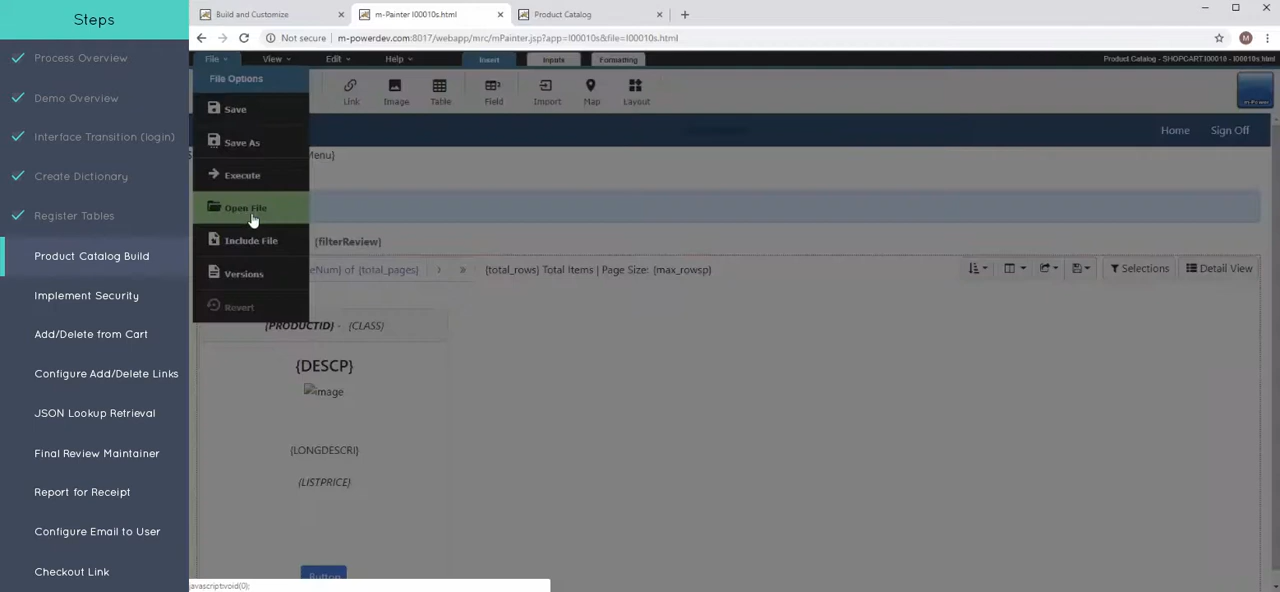 Steps
Process Overview
Demo Overview
Interface Transition (login)
Create Dictionary
Register Tables
Product Catalog Build
Implement Security
Add/Delete from Cart
Configure Add/Delete Links
JSON Lookup Retrieval
Final Review Maintainer
Report for Receipt
Configure Email to User
Checkout Link
Build and Customize
m-Painter I00010s.html
Product Catalog
Not secure
m-powerdev.com:8017/webapp/mrc/mPainter.jsp?app=I00010s&file=I00010s.html
M
File View Edit Help Insert Inputs Formatting
Product Catalog - SHOPCART.I00010 - I00010s.html
File Options
Save
Save As
Execute
Open File
Include File
Versions
Revert
Link Image Table Field Import Map Layout
m-Power
Home Sign Off
Menu}
{filterReview}
eNum} of {total_pages} › » {total_rows} Total Items | Page Size: {max_rowsp}
Selections Detail View
{PRODUCTID} - {CLASS}
{DESCP}
image
{LONGDESCRI}
{LISTPRICE}
Button
javascript:void(0);